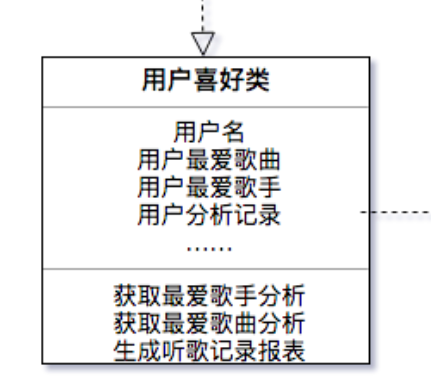 用户喜好类
用户名
用户最爱歌曲
用户最爱歌手
用户分析记录
……
获取最爱歌手分析
获取最爱歌曲分析
生成听歌记录报表